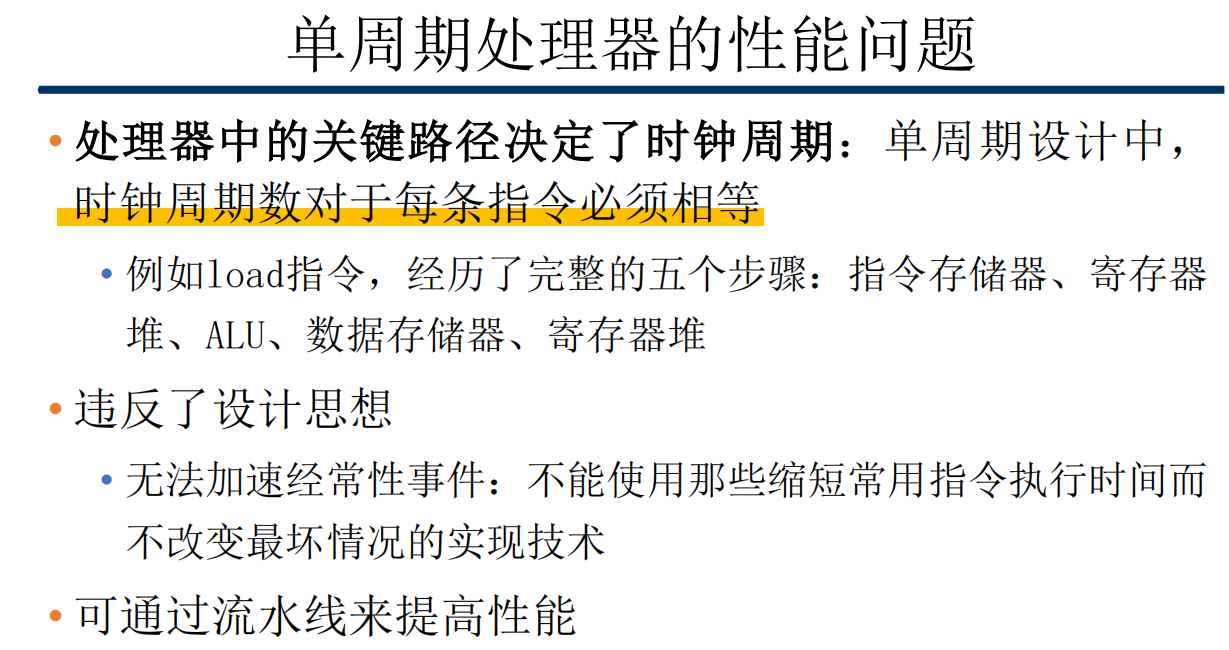 单周期处理器的性能问题
•处理器中的关键路径决定了时钟周期：单周期设计中，
时钟周期数对于每条指令必须相等
•例如load指令，经历了完整的五个步骤：指令存储器、寄存器
堆、ALU、数据存储器、寄存器堆
•违反了设计思想
•无法加速经常性事件：不能使用那些缩短常用指令执行时间而
不改变最坏情况的实现技术
•可通过流水线来提高性能